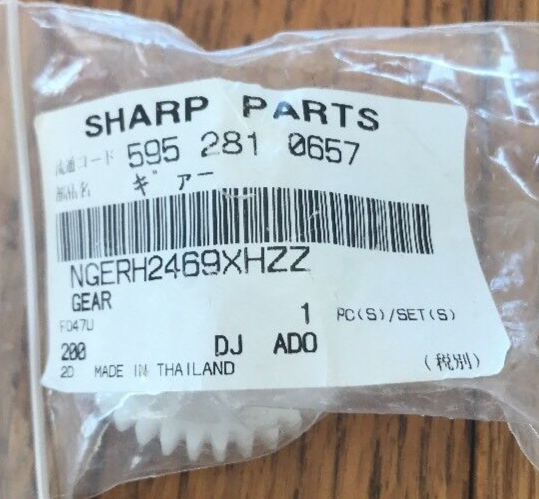 SHARP PARTS
流通コード 595 281 0657
部品名 ギァー
NGERH2469XHZZ
GEAR
F047U 1 PC(S)/SET(S)
200 DJ ADO (税別)
2D MADE IN THAILAND